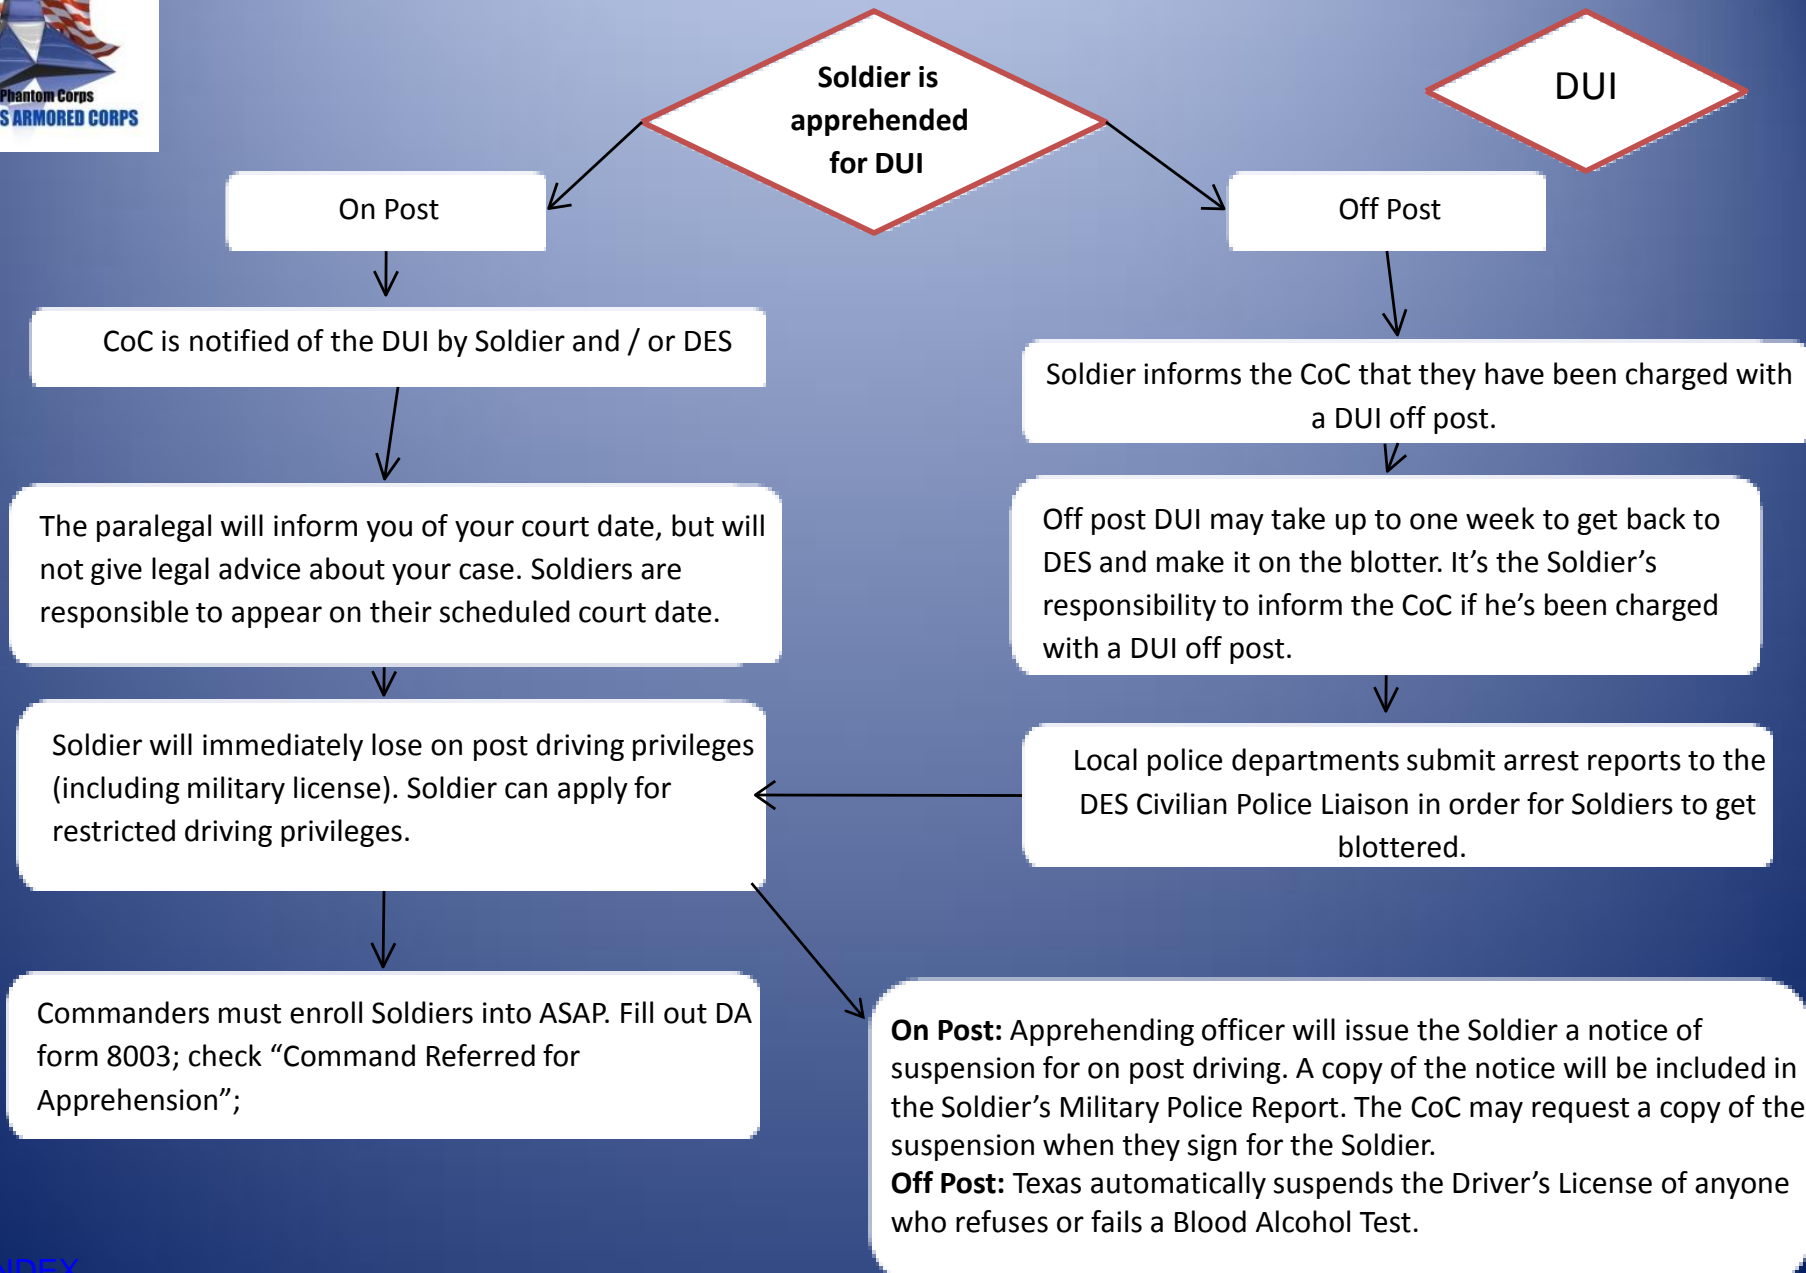 Phantom Corps
S ARMORED CORPS
Soldier is
apprehended
for DUI
DUI
On Post
Off Post
CoC is notified of the DUI by Soldier and / or DES
Soldier informs the CoC that they have been charged with
a DUI off post.
The paralegal will inform you of your court date, but will
not give legal advice about your case. Soldiers are
responsible to appear on their scheduled court date.
Off post DUI may take up to one week to get back to
DES and make it on the blotter. It’s the Soldier’s
responsibility to inform the CoC if he’s been charged
with a DUI off post.
Soldier will immediately lose on post driving privileges
(including military license). Soldier can apply for
restricted driving privileges.
Local police departments submit arrest reports to the
DES Civilian Police Liaison in order for Soldiers to get
blottered.
Commanders must enroll Soldiers into ASAP. Fill out DA
form 8003; check “Command Referred for
Apprehension”;
On Post: Apprehending officer will issue the Soldier a notice of
suspension for on post driving. A copy of the notice will be included in
the Soldier’s Military Police Report. The CoC may request a copy of the
suspension when they sign for the Soldier.
Off Post: Texas automatically suspends the Driver’s License of anyone
who refuses or fails a Blood Alcohol Test.
NDEX